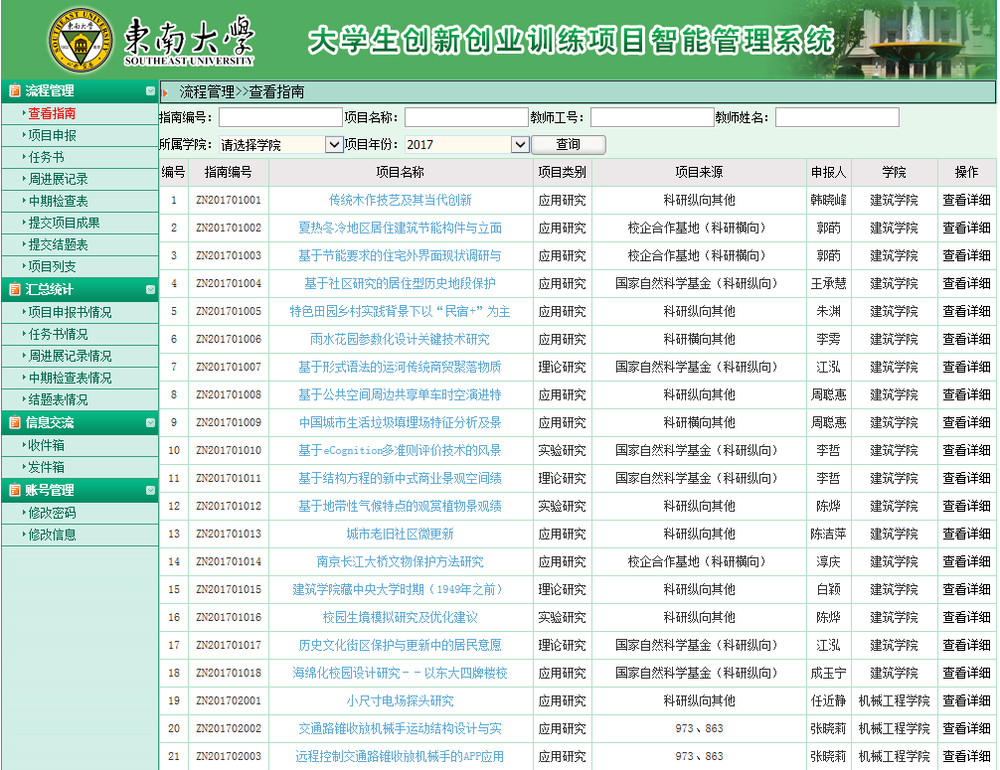 东南大学
SOUTHEAST UNIVERSITY
大学生创新创业训练项目智能管理系统
流程管理
查看指南
项目申报
任务书
周进展记录
中期检查表
提交项目成果
提交结题表
项目列支
汇总统计
项目申报书情况
任务书情况
周进展记录情况
中期检查表情况
结题表情况
信息交流
收件箱
发件箱
账号管理
修改密码
修改信息
流程管理>>查看指南
指南编号： 项目名称： 教师工号： 教师姓名：
所属学院： 请选择学院 项目年份： 2017 查询
编号 指南编号 项目名称 项目类别 项目来源 申报人 学院 操作
1 ZN201701001 传统木作技艺及其当代创新 应用研究 科研纵向其他 韩晓峰 建筑学院 查看详细
2 ZN201701002 夏热冬冷地区居住建筑节能构件与立面 应用研究 校企合作基地（科研横向） 郭菂 建筑学院 查看详细
3 ZN201701003 基于节能要求的住宅外界面现状调研与 应用研究 校企合作基地（科研横向） 郭菂 建筑学院 查看详细
4 ZN201701004 基于社区研究的居住型历史地段保护 应用研究 国家自然科学基金（科研纵向） 王承慧 建筑学院 查看详细
5 ZN201701005 特色田园乡村实践背景下以“民宿+”为主 应用研究 科研纵向其他 朱渊 建筑学院 查看详细
6 ZN201701006 雨水花园参数化设计关键技术研究 应用研究 科研横向其他 李雱 建筑学院 查看详细
7 ZN201701007 基于形式语法的运河传统商贸聚落物质 理论研究 国家自然科学基金（科研纵向） 江泓 建筑学院 查看详细
8 ZN201701008 基于公共空间周边共享单车时空演进特 应用研究 科研纵向其他 周聪惠 建筑学院 查看详细
9 ZN201701009 中国城市生活垃圾填埋场特征分析及景 应用研究 科研横向其他 周聪惠 建筑学院 查看详细
10 ZN201701010 基于eCognition多准则评价技术的风景 实验研究 国家自然科学基金（科研纵向） 李哲 建筑学院 查看详细
11 ZN201701011 基于结构方程的新中式商业景观空间绩 理论研究 国家自然科学基金（科研纵向） 李哲 建筑学院 查看详细
12 ZN201701012 基于地带性气候特点的观赏植物景观绩 实验研究 科研纵向其他 陈烨 建筑学院 查看详细
13 ZN201701013 城市老旧社区微更新 应用研究 科研纵向其他 陈洁萍 建筑学院 查看详细
14 ZN201701014 南京长江大桥文物保护方法研究 应用研究 校企合作基地（科研横向） 淳庆 建筑学院 查看详细
15 ZN201701015 建筑学院藏中央大学时期（1949年之前） 理论研究 科研纵向其他 白颖 建筑学院 查看详细
16 ZN201701016 校园生境模拟研究及优化建议 实验研究 科研纵向其他 陈烨 建筑学院 查看详细
17 ZN201701017 历史文化街区保护与更新中的居民意愿 理论研究 国家自然科学基金（科研纵向） 江泓 建筑学院 查看详细
18 ZN201701018 海绵化校园设计研究－－以东大四牌楼校 应用研究 国家自然科学基金（科研纵向） 成玉宁 建筑学院 查看详细
19 ZN201702001 小尺寸电场探头研究 应用研究 科研纵向其他 任近静 机械工程学院 查看详细
20 ZN201702002 交通路锥收放机械手运动结构设计与实 应用研究 973、863 张晓莉 机械工程学院 查看详细
21 ZN201702003 远程控制交通路锥收放机械手的APP应用 应用研究 973、863 张晓莉 机械工程学院 查看详细